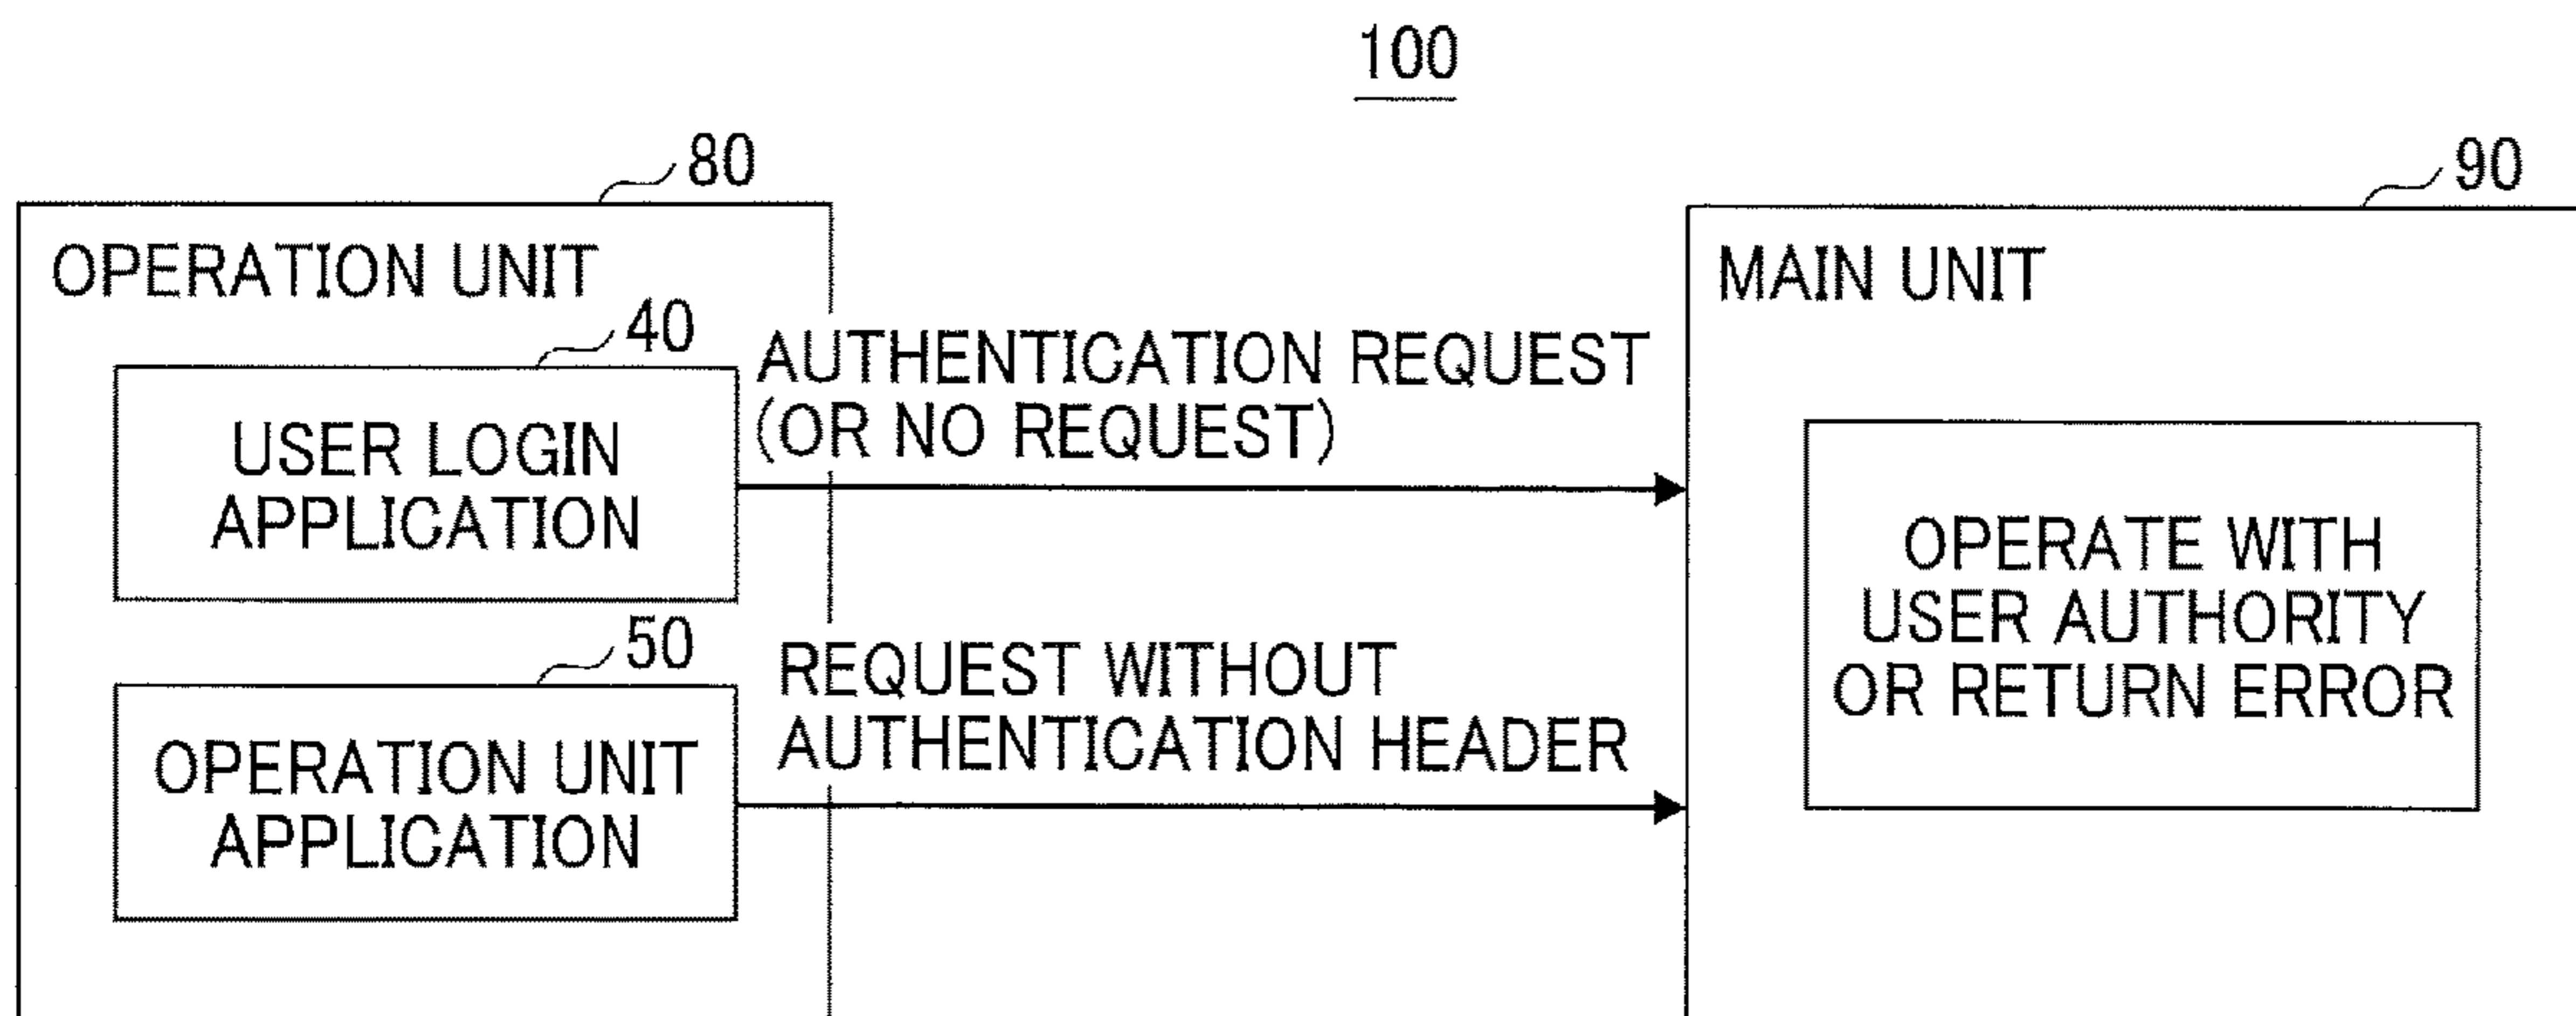 100
80
90
OPERATION UNIT
MAIN UNIT
40
USER LOGIN
APPLICATION
AUTHENTICATION REQUEST
(OR NO REQUEST)
50
OPERATION UNIT
APPLICATION
REQUEST WITHOUT
AUTHENTICATION HEADER
OPERATE WITH
USER AUTHORITY
OR RETURN ERROR